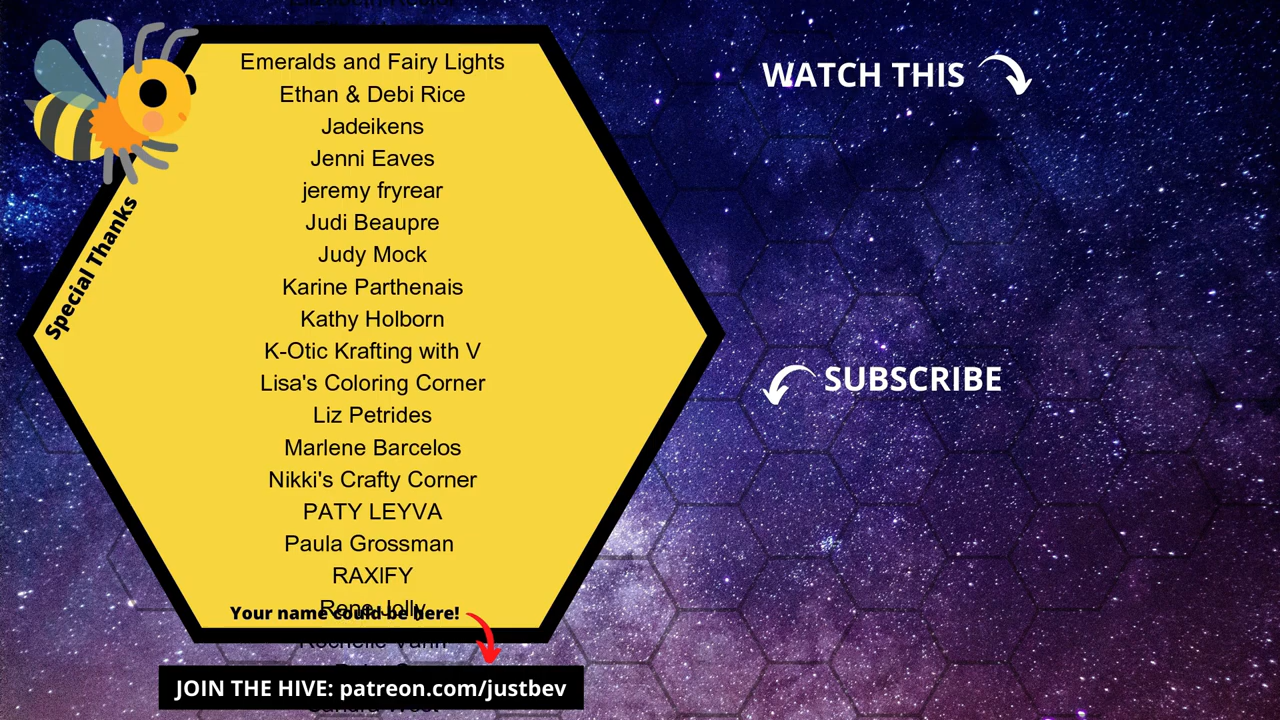 Emeralds and Fairy Lights
Ethan & Debi Rice
Jadeikens
Jenni Eaves
jeremy fryrear
Judi Beaupre
Judy Mock
Karine Parthenais
Kathy Holborn
K-Otic Krafting with V
Lisa's Coloring Corner
Liz Petrides
Marlene Barcelos
Nikki's Crafty Corner
PATY LEYVA
Paula Grossman
RAXIFY
Rene Jolly
Your name could be here!
Special Thanks
JOIN THE HIVE: patreon.com/justbev
WATCH THIS
SUBSCRIBE